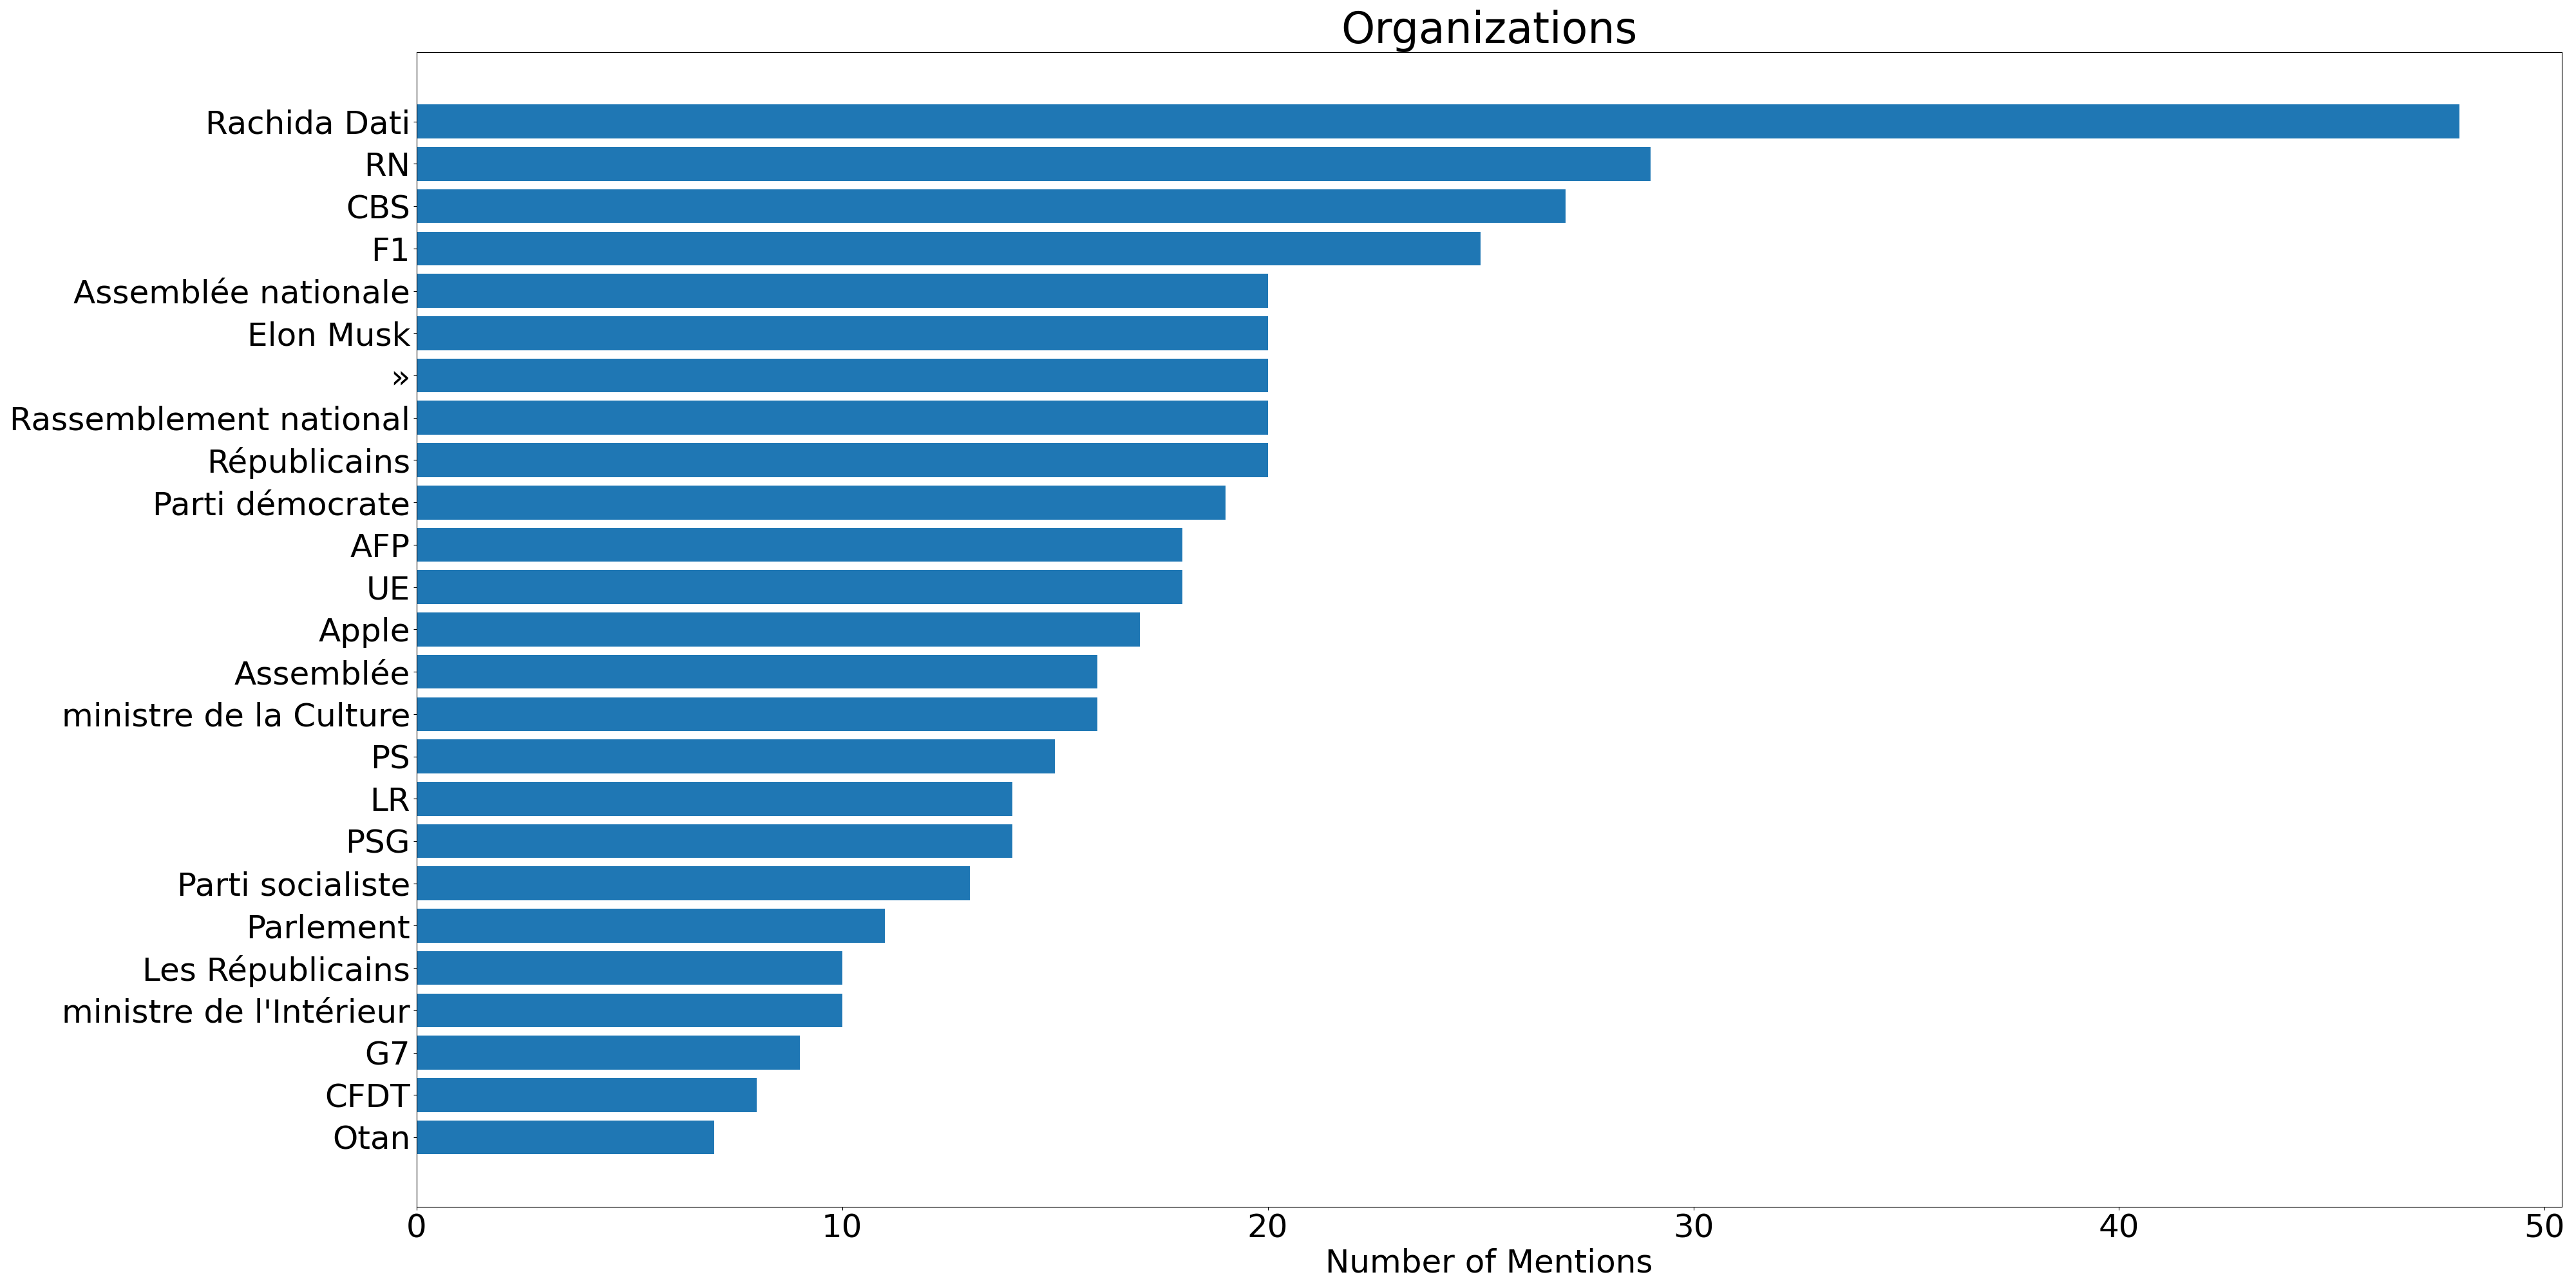 Organizations
Rachida Dati
RN
CBS
F1
Assemblée nationale
Elon Musk
»
Rassemblement national
Républicains
Parti démocrate
AFP
UE
Apple
Assemblée
ministre de la Culture
PS
LR
PSG
Parti socialiste
Parlement
Les Républicains
ministre de l'Intérieur
G7
CFDT
Otan
0 10 20 30 40 50
Number of Mentions